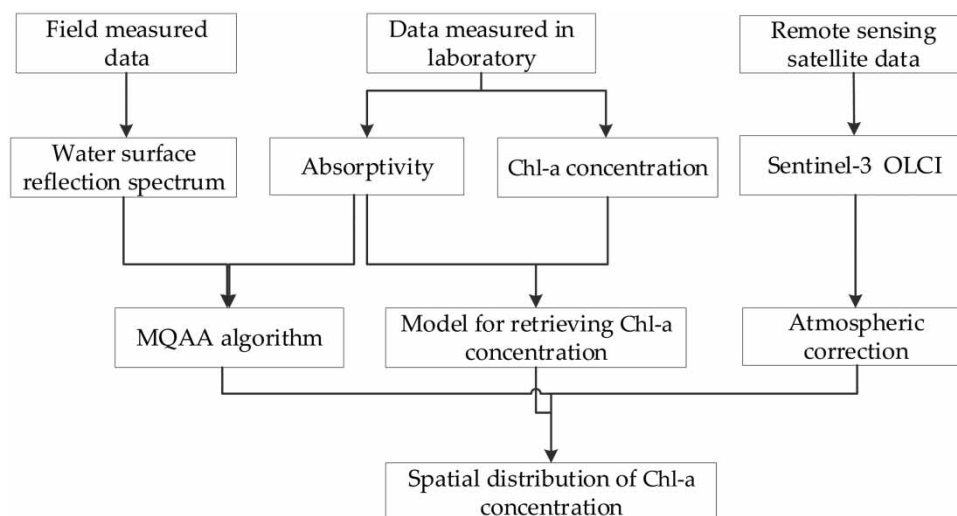 Field measured
data
Data measured in
laboratory
Remote sensing
satellite data
Water surface
reflection spectrum
Absorptivity
Chl-a concentration
Sentinel-3 OLCI
MQAA algorithm
Model for retrieving Chl-a
concentration
Atmospheric
correction
Spatial distribution of Chl-a
concentration